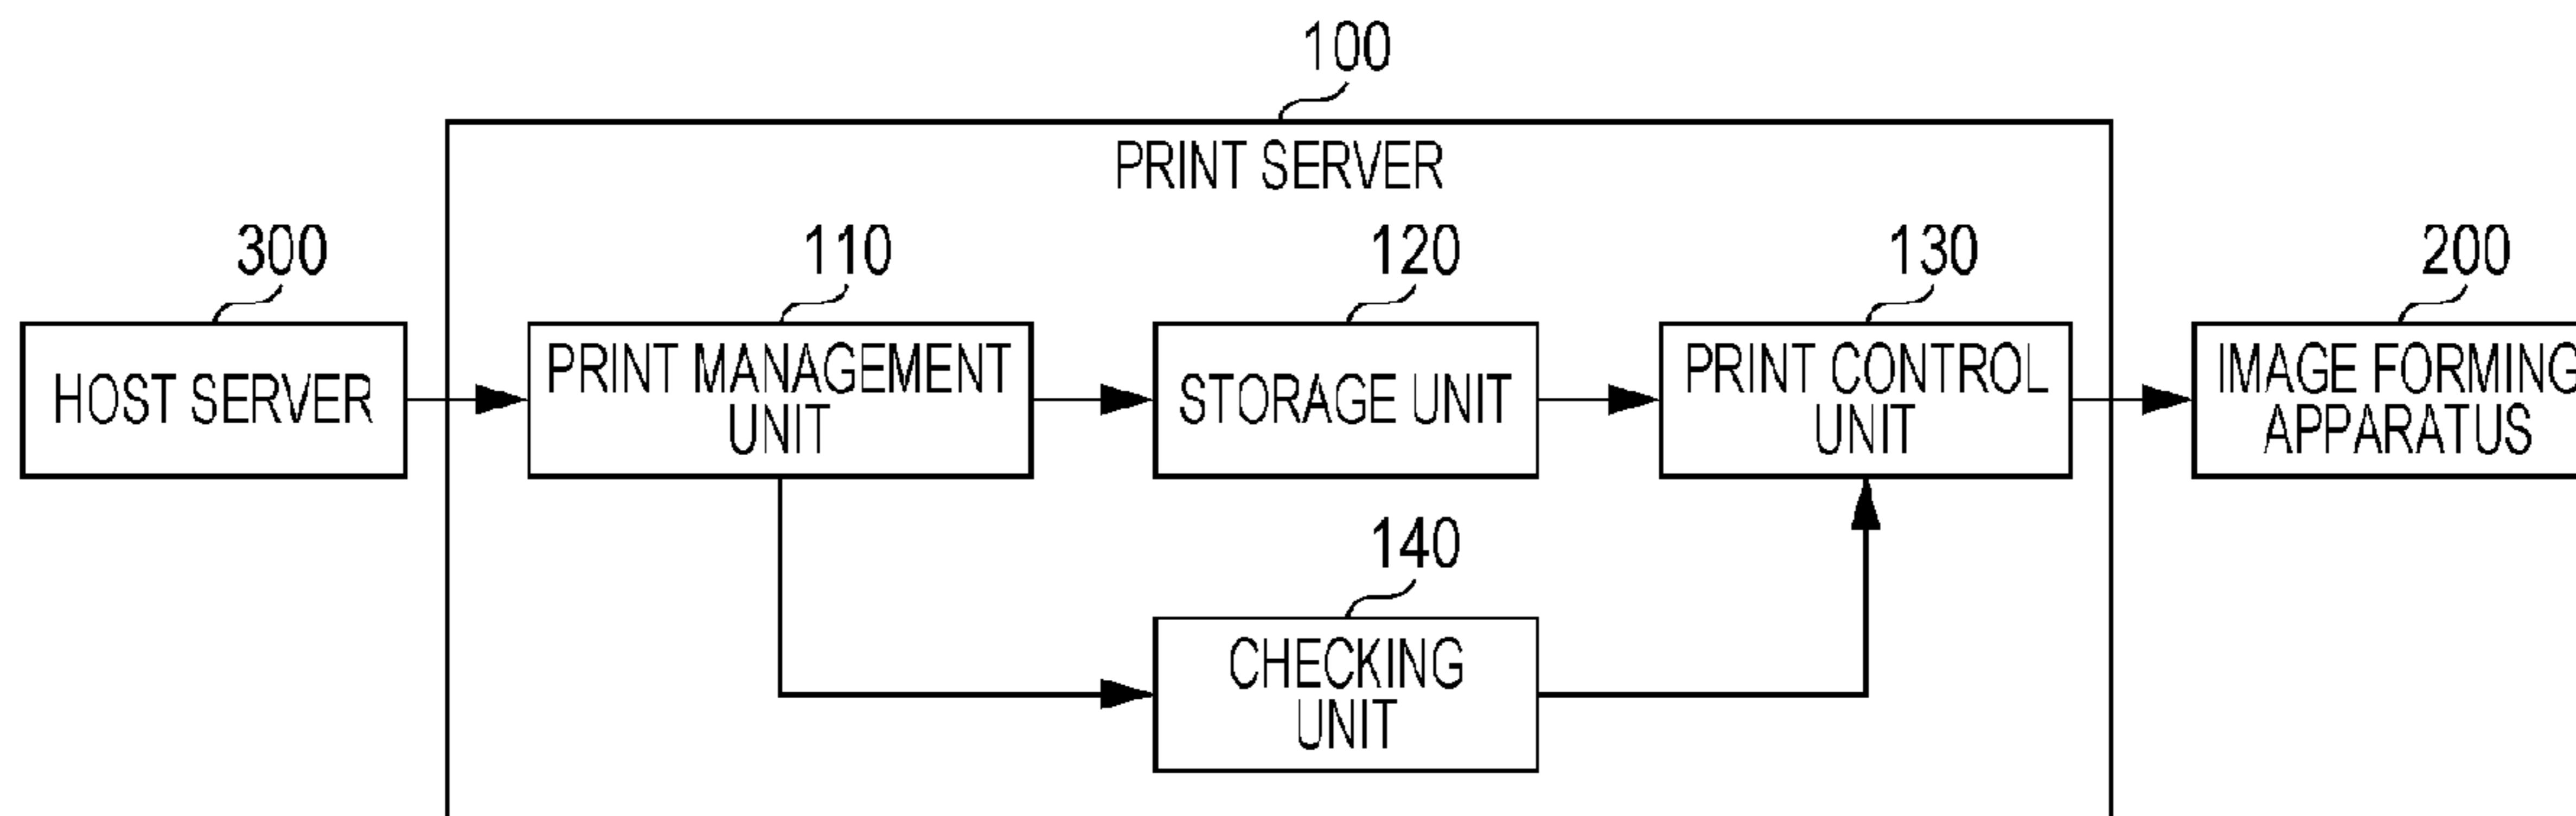 100
PRINT SERVER
300
110
120
130
200
HOST SERVER
PRINT MANAGEMENT
UNIT
STORAGE UNIT
PRINT CONTROL
UNIT
IMAGE FORMING
APPARATUS
140
CHECKING
UNIT